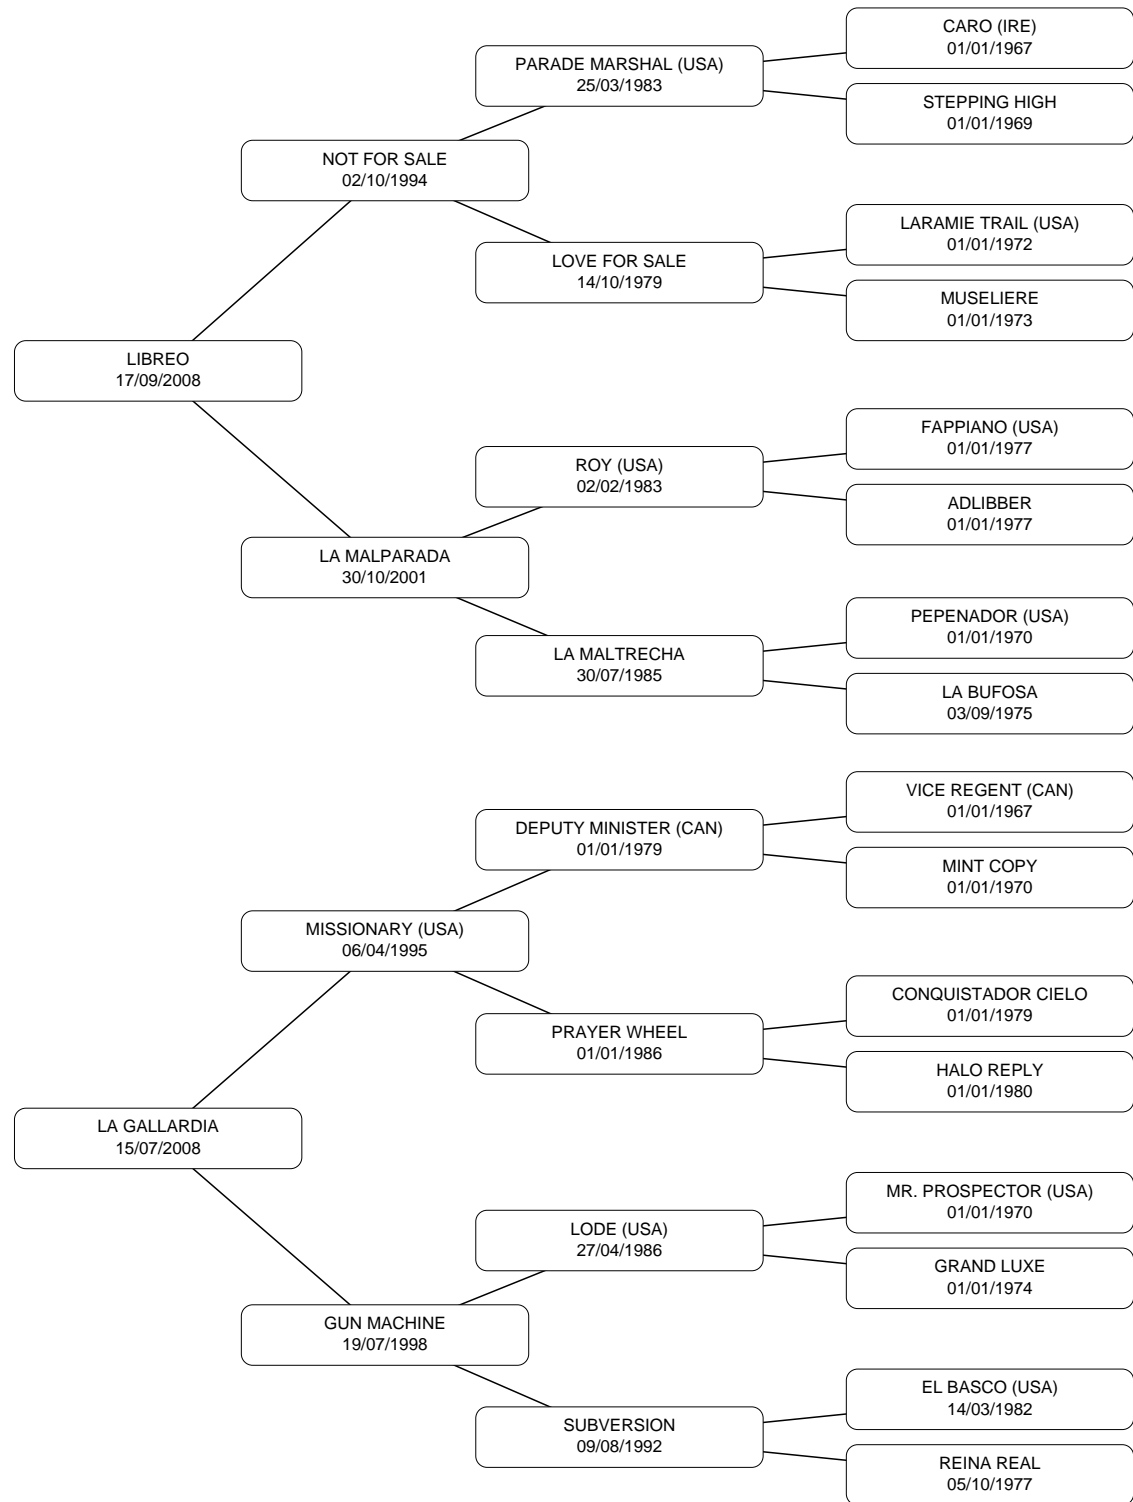 CARO (IRE)
01/01/1967
PARADE MARSHAL (USA)
25/03/1983
STEPPING HIGH
01/01/1969
NOT FOR SALE
02/10/1994
LARAMIE TRAIL (USA)
01/01/1972
LOVE FOR SALE
14/10/1979
MUSELIERE
01/01/1973
LIBREO
17/09/2008
FAPPIANO (USA)
01/01/1977
ROY (USA)
02/02/1983
ADLIBBER
01/01/1977
LA MALPARADA
30/10/2001
PEPENADOR (USA)
01/01/1970
LA MALTRECHA
30/07/1985
LA BUFOSA
03/09/1975
VICE REGENT (CAN)
01/01/1967
DEPUTY MINISTER (CAN)
01/01/1979
MINT COPY
01/01/1970
MISSIONARY (USA)
06/04/1995
CONQUISTADOR CIELO
01/01/1979
PRAYER WHEEL
01/01/1986
HALO REPLY
01/01/1980
LA GALLARDIA
15/07/2008
MR. PROSPECTOR (USA)
01/01/1970
LODE (USA)
27/04/1986
GRAND LUXE
01/01/1974
GUN MACHINE
19/07/1998
EL BASCO (USA)
14/03/1982
SUBVERSION
09/08/1992
REINA REAL
05/10/1977